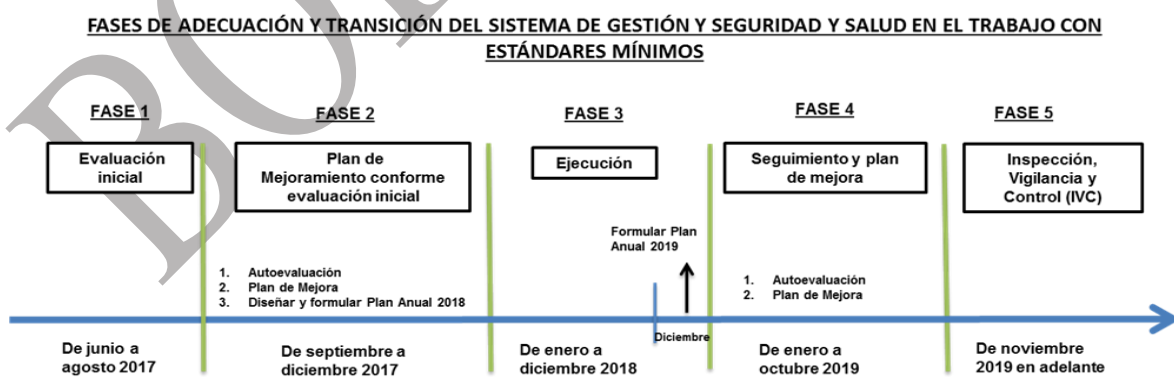 FASES DE ADECUACIÓN Y TRANSICIÓN DEL SISTEMA DE GESTIÓN Y SEGURIDAD Y SALUD EN EL TRABAJO CON
ESTÁNDARES MÍNIMOS
FASE 1
Evaluación
inicial
FASE 2
Plan de
Mejoramiento conforme
evaluación inicial
1. Autoevaluación
2. Plan de Mejora
3. Diseñar y formular Plan Anual 2018
FASE 3
Ejecución
Formular Plan
Anual 2019
Diciembre
FASE 4
Seguimiento y plan
de mejora
1. Autoevaluación
2. Plan de Mejora
FASE 5
Inspección,
Vigilancia y
Control (IVC)
De junio a
agosto 2017
De septiembre a
diciembre 2017
De enero a
diciembre 2018
De enero a
octubre 2019
De noviembre
2019 en adelante